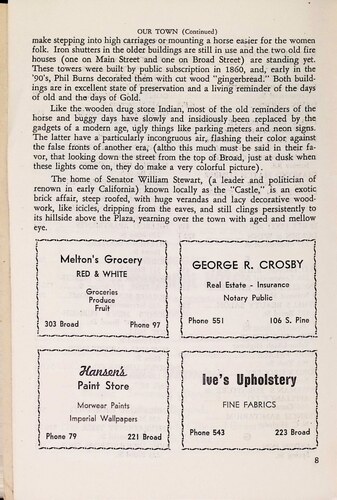 OUR TOWN (Continued)
make stepping into high carriages or mounting a horse easier for the women
folk. Iron shutters in the older buildings are still in use and the two old fire
houses (one on Main Street and one on Broad Street) are standing yet.
These towers were built by public subscription in 1860, and, early in the
'90's, Phil Burns decorated them with cut wood "gingerbread." Both build-
ings are in excellent state of preservation and a living reminder of the days
of old and the days of Gold.
Like the wooden drug store Indian, most of the old reminders of the
horse and buggy days have slowly and insidiously been replaced by the
gadgets of a modern age, ugly things like parking meters and neon signs.
The latter have a particularly incongruous air, flashing their color against
the false fronts of another era, (altho this much must be said in their fa-
vor, that looking down the street from the top of Broad, just at dusk when
these lights come on, they do make a very colorful picture).
The home of Senator William Stewart, (a leader and politician of
renown in early California) known locally as the "Castle," is an exotic
brick affair, steep roofed, with huge verandas and lacy decorative wood-
work, like icicles, dripping from the eaves, and still clings persistently to
its hillside above the Plaza, yearning over the town with aged and mellow
eye.
Melton's Grocery
RED & WHITE
Groceries
Produce
Fruit
303 Broad Phone 97
GEORGE R. CROSBY
Real Estate - Insurance
Notary Public
Phone 551 106 S. Pine
Hansen's
Paint Store
Morwear Paints
Imperial Wallpapers
Phone 79 221 Broad
Ive's Upholstery
FINE FABRICS
Phone 543 223 Broad
8